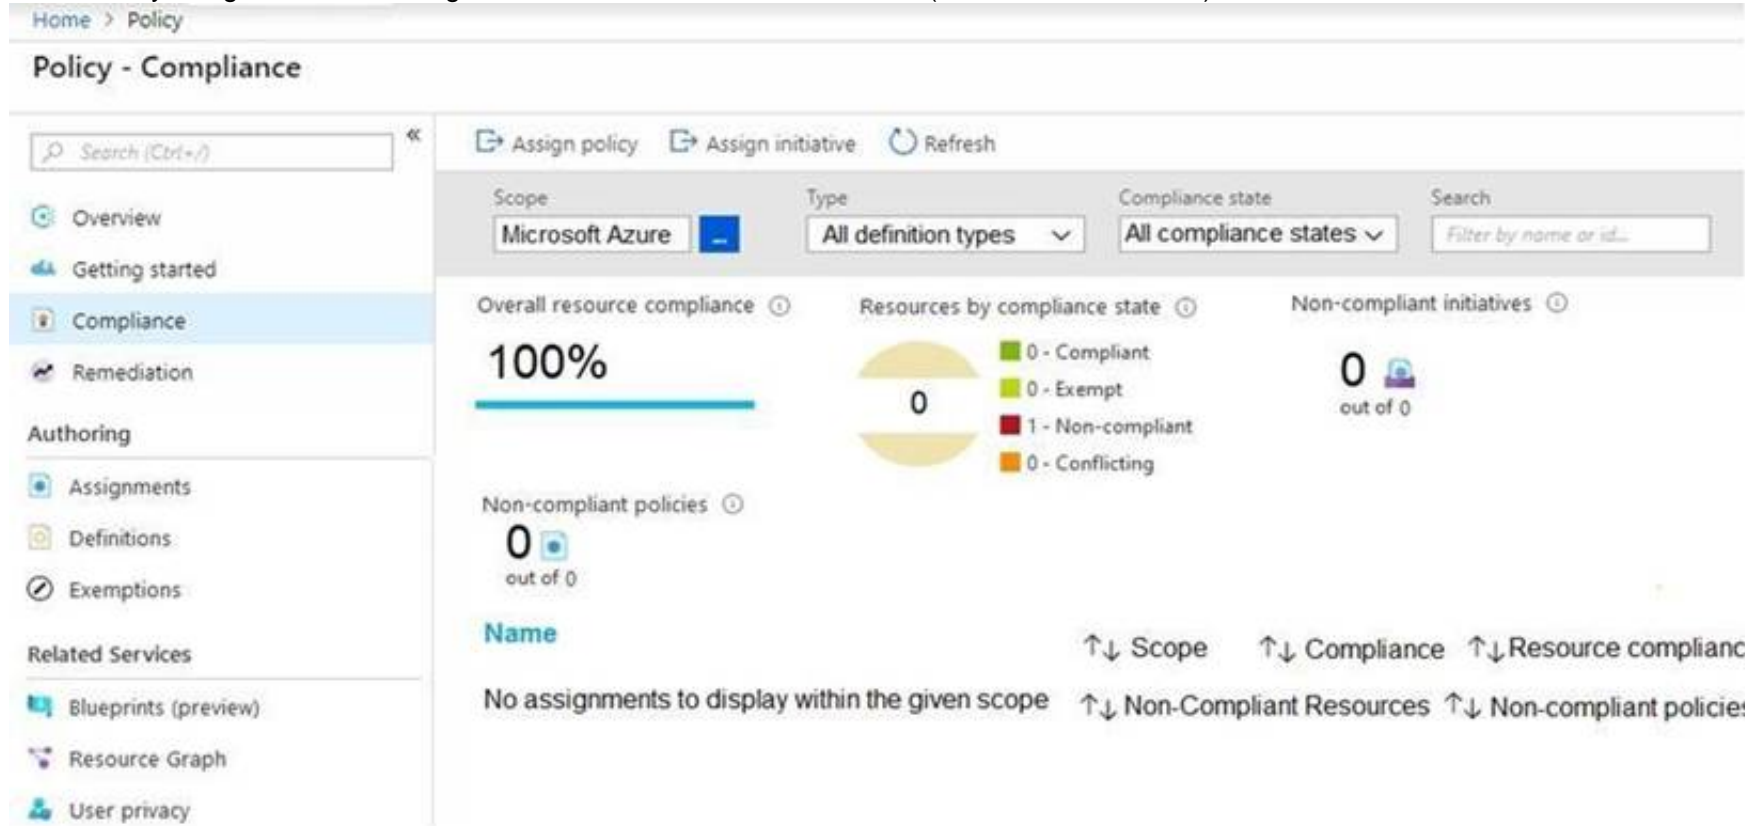 Home > Policy
Policy - Compliance
Search (Ctrl+/)
«
Overview
Getting started
Compliance
Remediation
Authoring
Assignments
Definitions
Exemptions
Related Services
Blueprints (preview)
Resource Graph
User privacy
Assign policy Assign initiative Refresh
Scope Type Compliance state Search
Microsoft Azure ... All definition types All compliance states Filter by name or id...
Overall resource compliance Resources by compliance state Non-compliant initiatives
100%
0
0 - Compliant
0 - Exempt
1 - Non-compliant
0 - Conflicting
0
out of 0
Non-compliant policies
0
out of 0
Name ↑↓ Scope ↑↓ Compliance ↑↓ Resource complianc
No assignments to display within the given scope ↑↓ Non-Compliant Resources ↑↓ Non-compliant policies